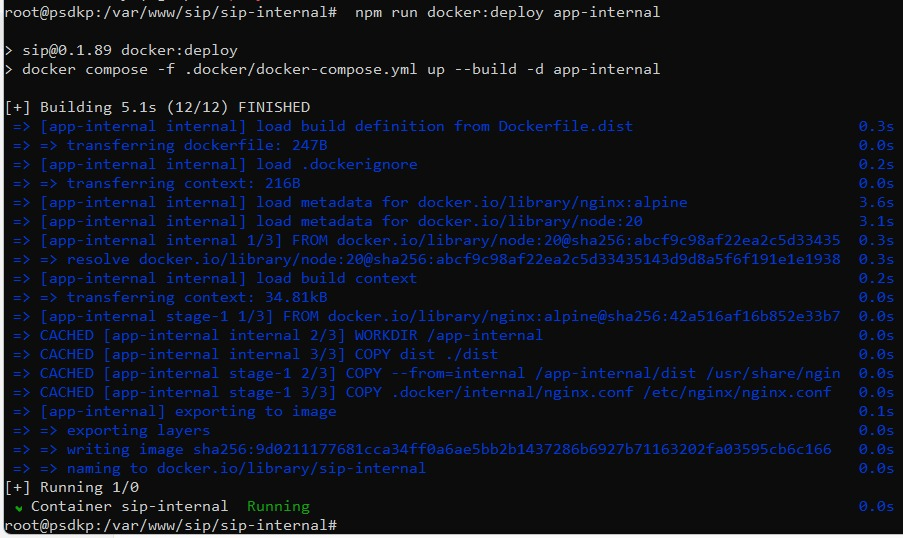 root@psdkp:/var/www/sip/sip-internal#  npm run docker:deploy app-internal
> sip@0.1.89 docker:deploy
> docker compose -f .docker/docker-compose.yml up --build -d app-internal
[+] Building 5.1s (12/12) FINISHED
=> [app-internal internal] load build definition from Dockerfile.dist 0.3s
=> => transferring dockerfile: 247B 0.0s
=> [app-internal internal] load .dockerignore 0.2s
=> => transferring context: 216B 0.0s
=> [app-internal internal] load metadata for docker.io/library/nginx:alpine 3.6s
=> [app-internal internal] load metadata for docker.io/library/node:20 3.1s
=> [app-internal internal 1/3] FROM docker.io/library/node:20@sha256:abcf9c98af22ea2c5d33435 0.3s
=> => resolve docker.io/library/node:20@sha256:abcf9c98af22ea2c5d33435143d9d8a5f6f191e1e1938 0.3s
=> [app-internal internal] load build context 0.2s
=> => transferring context: 34.81kB 0.0s
=> [app-internal stage-1 1/3] FROM docker.io/library/nginx:alpine@sha256:42a516af16b852e33b7 0.0s
=> CACHED [app-internal internal 2/3] WORKDIR /app-internal 0.0s
=> CACHED [app-internal internal 3/3] COPY dist ./dist 0.0s
=> CACHED [app-internal stage-1 2/3] COPY --from=internal /app-internal/dist /usr/share/ngin 0.0s
=> CACHED [app-internal stage-1 3/3] COPY .docker/internal/nginx.conf /etc/nginx/nginx.conf 0.0s
=> [app-internal] exporting to image 0.1s
=> => exporting layers 0.0s
=> => writing image sha256:9d0211177681cca34ff0a6ae5bb2b1437286b6927b71163202fa03595cb6c166 0.0s
=> => naming to docker.io/library/sip-internal 0.0s
[+] Running 1/0
✔ Container sip-internal  Running 0.0s
root@psdkp:/var/www/sip/sip-internal#